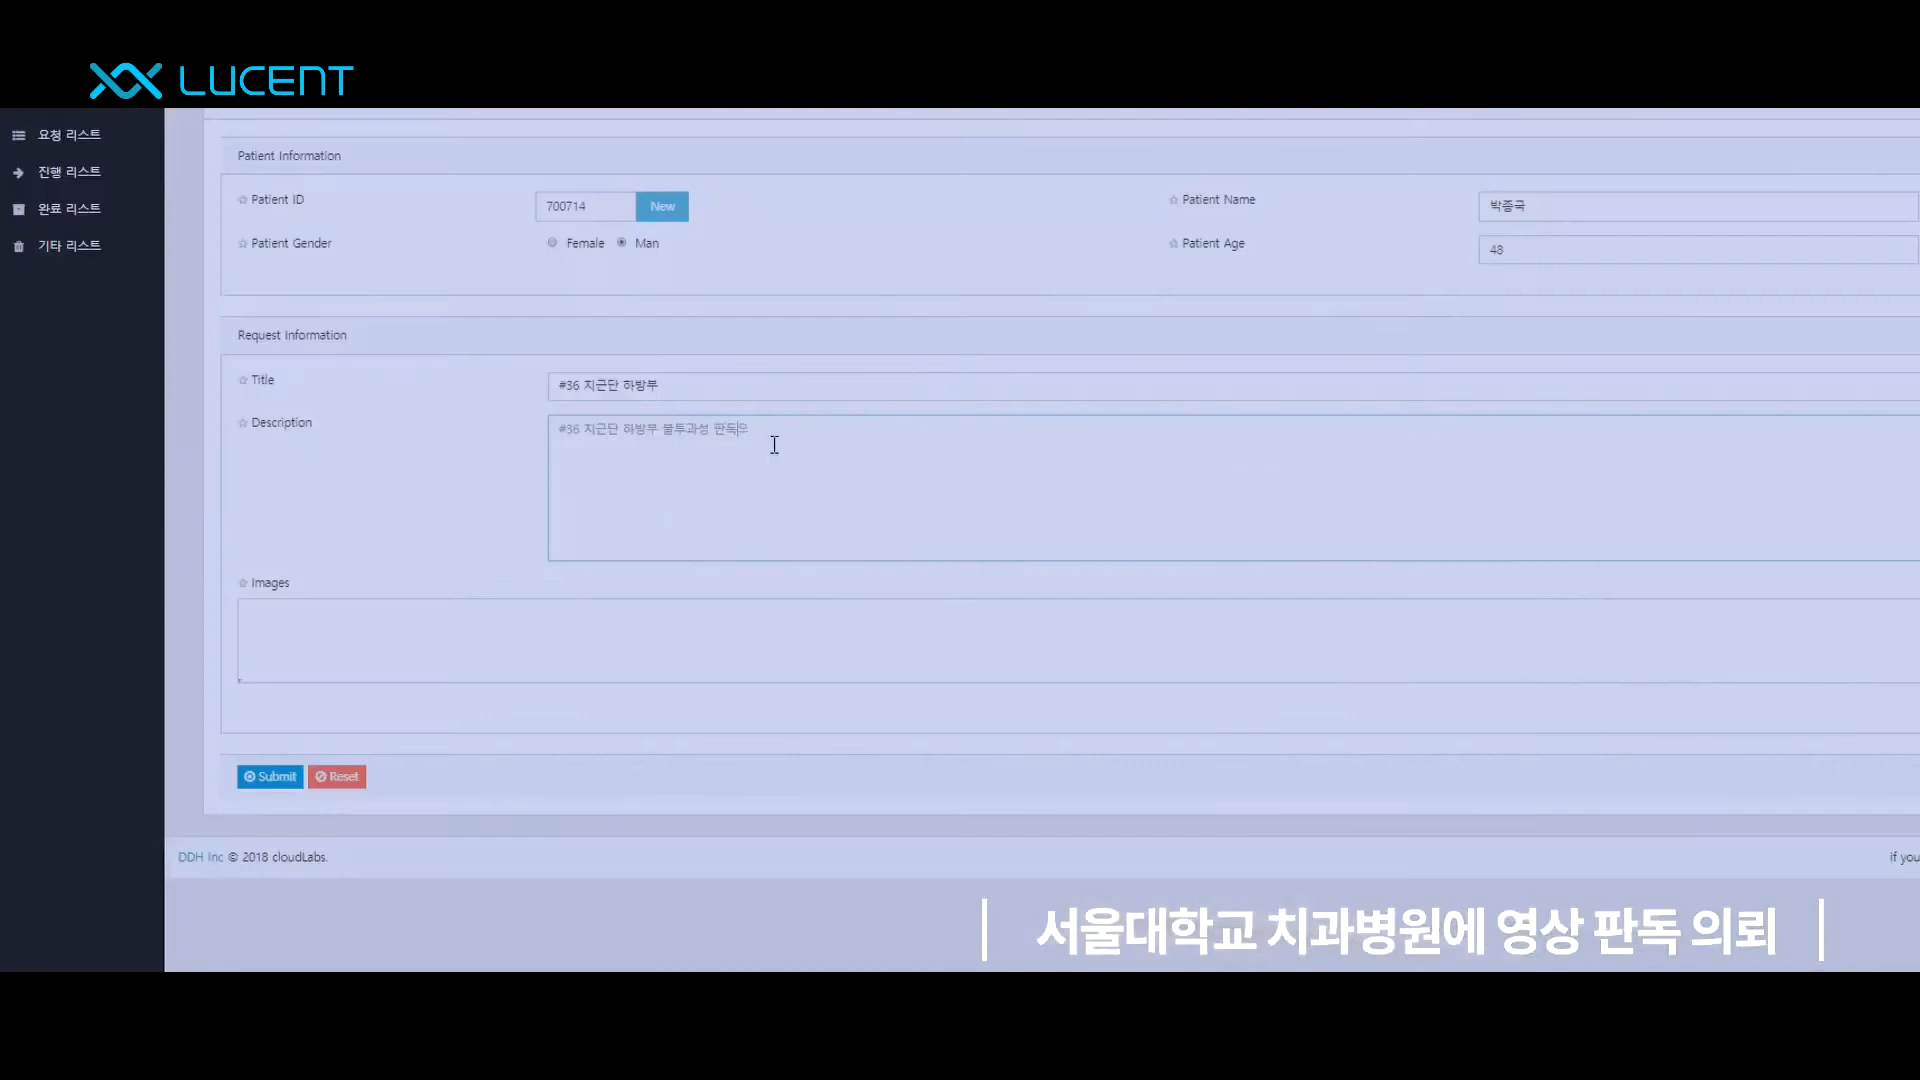 LUCENT
요청 리스트
진행 리스트
완료 리스트
기타 리스트
Patient Information
Patient ID
700714
New
Patient Name
박종국
Patient Gender
Female
Man
Patient Age
48
Request Information
Title
#36 치근단 하방부
Description
#36 치근단 하방부 불투과성 판독우
Images
Submit
Reset
DDH Inc © 2018 cloudLabs.
if you
서울대학교 치과병원에 영상 판독 의뢰